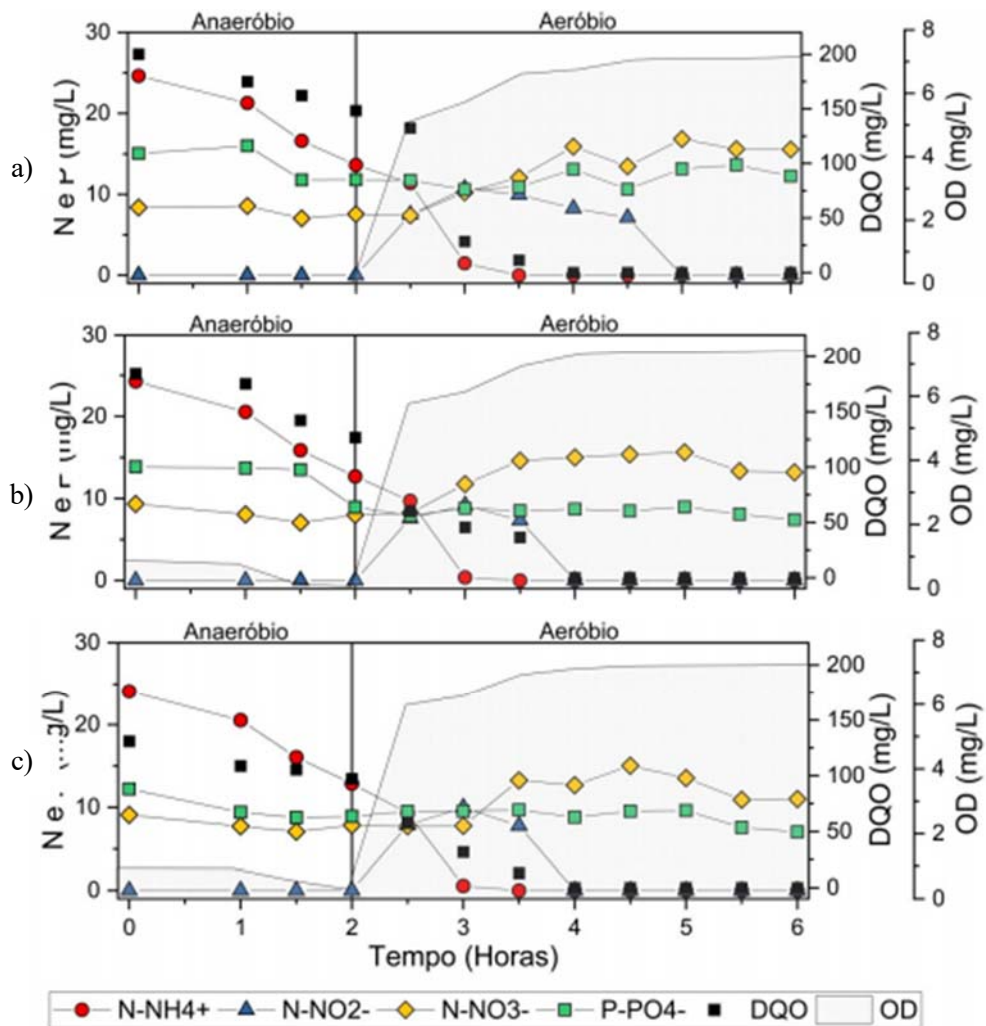 a)
Anaeróbio Aeróbio
30
20
10
0
N e P (mg/L)
200
150
100
50
0
DQO (mg/L)
8
6
4
2
0
OD (mg/L)
b)
Anaeróbio Aeróbio
30
20
10
0
200
150
100
50
0
DQO (mg/L)
8
6
4
2
0
OD (mg/L)
c)
Anaeróbio Aeróbio
30
20
10
0
200
150
100
50
0
DQO (mg/L)
8
6
4
2
0
OD (mg/L)
0 1 2 3 4 5 6
Tempo (Horas)
N-NH4+ N-NO2- N-NO3- P-PO4- DQO OD